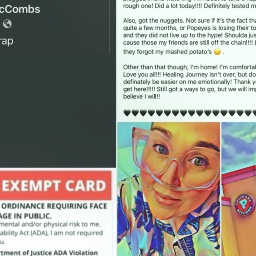 cCombs
rap
EXEMPT CARD
ORDINANCE REQUIRING FACE
AGE IN PUBLIC.
mental and/or physical risk to me.
ability Act (ADA), I am not required
u.
rtment of Justice ADA Violation
rough one! Did a lot today!!!! Definitely tested m
Also, got the nuggets. Not sure if it's the fact tha
quite a few months, or Popeyes is losing their to
and they did not live up to the hype! Shoulda jus
cause those my friends are off the chain!!!! E
they forgot my mashed potato's 😞 .
Other than that though, I'm home! I'm comfortal
Love you all!!! Healing Journey isn't over, but do
definately be easier on me emotionally! Thank y
get here!!!!! Still got a ways to go, but we will imp
believe I will!!